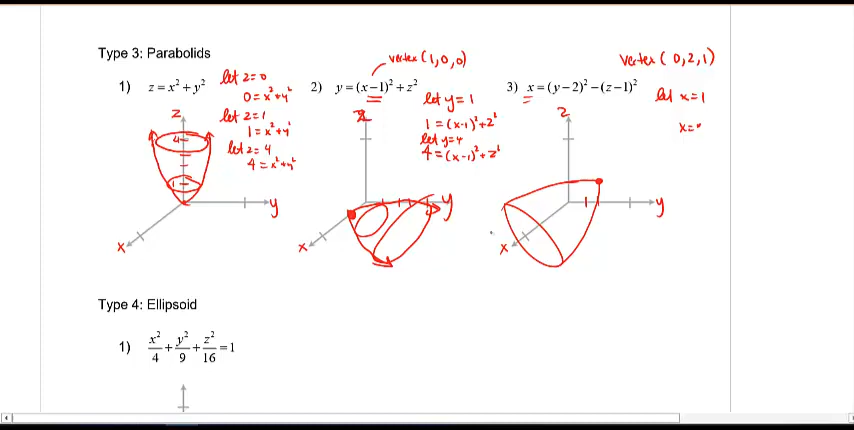 Type 3: Parabolids
1) z = x² + y²
let z=0
0=x²+y²
let z=1
1=x²+y²
let z=4
4=x²+y²
z
4
1
y
x
vertex (1,0,0)
2) y = (x−1)² + z²
let y=1
1=(x-1)²+z²
let y=4
4=(x-1)²+z²
z
y
x
vertex (0,2,1)
3) x = (y−2)² − (z−1)²
let x=1
x=
z
y
x
Type 4: Ellipsoid
1) x²/4 + y²/9 + z²/16 = 1